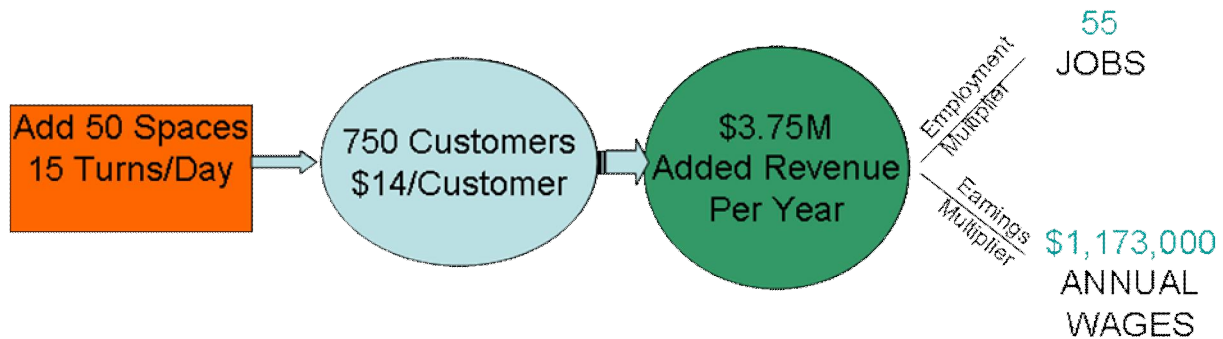 Add 50 Spaces
15 Turns/Day
750 Customers
$14/Customer
$3.75M
Added Revenue
Per Year
Employment
Multiplier
55
JOBS
Earnings
Multiplier
$1,173,000
ANNUAL
WAGES